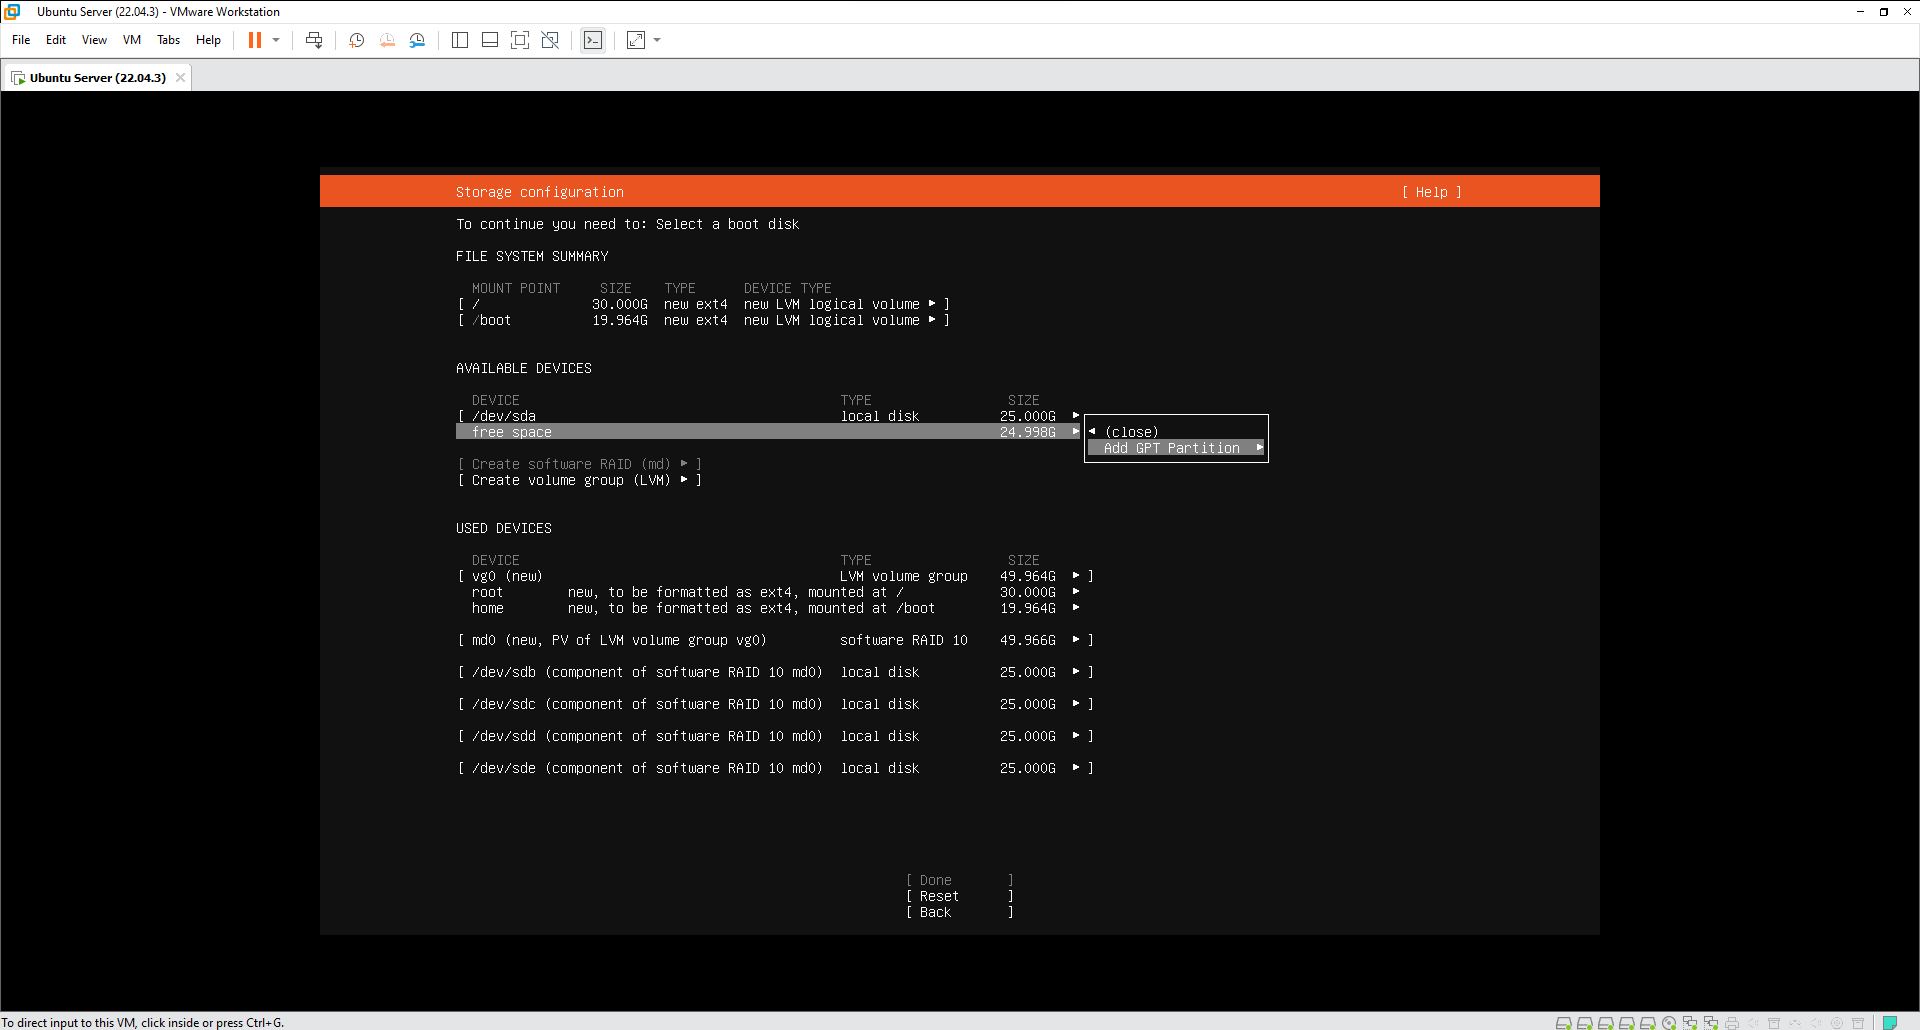 Ubuntu Server (22.04.3) - VMware Workstation
File Edit View VM Tabs Help
Ubuntu Server (22.04.3)
Storage configuration [ Help ]
To continue you need to: Select a boot disk
FILE SYSTEM SUMMARY
MOUNT POINT SIZE TYPE DEVICE TYPE
[ / 30.000G new ext4 new LVM logical volume ▸ ]
[ /boot 19.964G new ext4 new LVM logical volume ▸ ]
AVAILABLE DEVICES
DEVICE TYPE SIZE
[ /dev/sda local disk 25.000G ▸
free space 24.998G ▸ ◂ (close)
Add GPT Partition ▸
[ Create software RAID (md) ▸ ]
[ Create volume group (LVM) ▸ ]
USED DEVICES
DEVICE TYPE SIZE
[ vg0 (new) LVM volume group 49.964G ▸ ]
root new, to be formatted as ext4, mounted at / 30.000G ▸
home new, to be formatted as ext4, mounted at /boot 19.964G ▸
[ md0 (new, PV of LVM volume group vg0) software RAID 10 49.966G ▸ ]
[ /dev/sdb (component of software RAID 10 md0) local disk 25.000G ▸ ]
[ /dev/sdc (component of software RAID 10 md0) local disk 25.000G ▸ ]
[ /dev/sdd (component of software RAID 10 md0) local disk 25.000G ▸ ]
[ /dev/sde (component of software RAID 10 md0) local disk 25.000G ▸ ]
[ Done ]
[ Reset ]
[ Back ]
To direct input to this VM, click inside or press Ctrl+G.